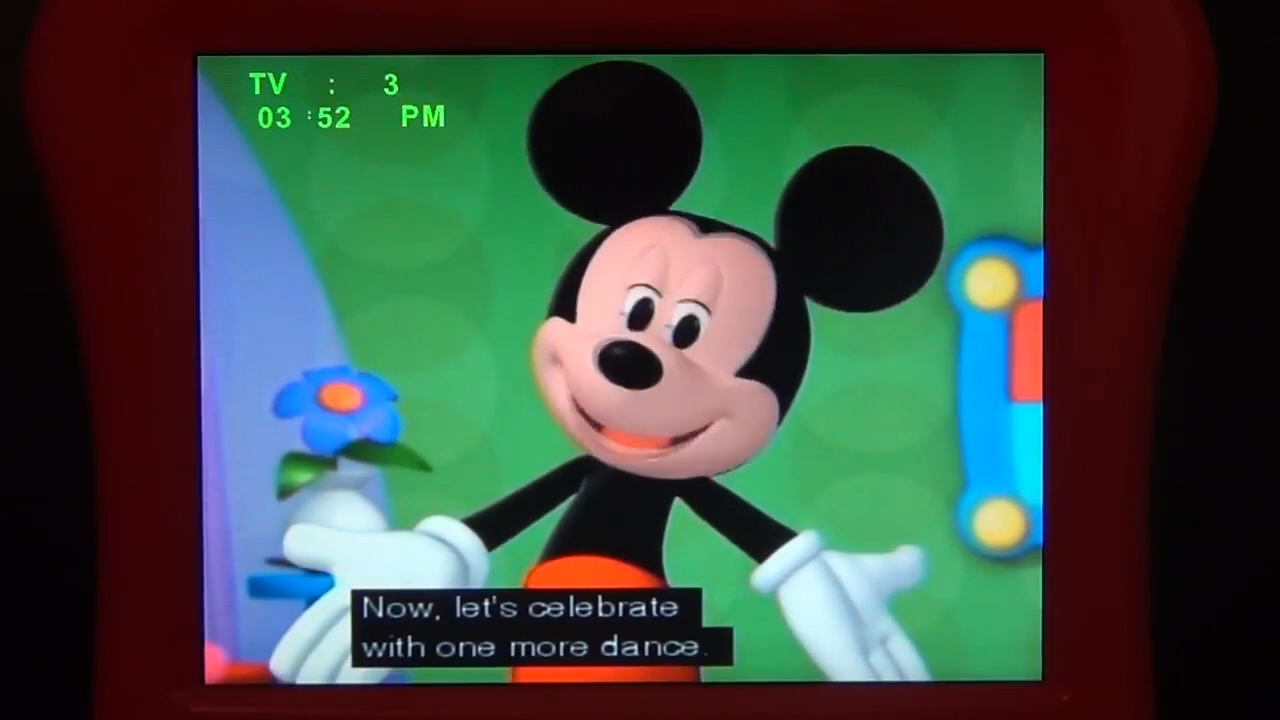 TV : 3
03 :52 PM
Now, let's celebrate
with one more dance.